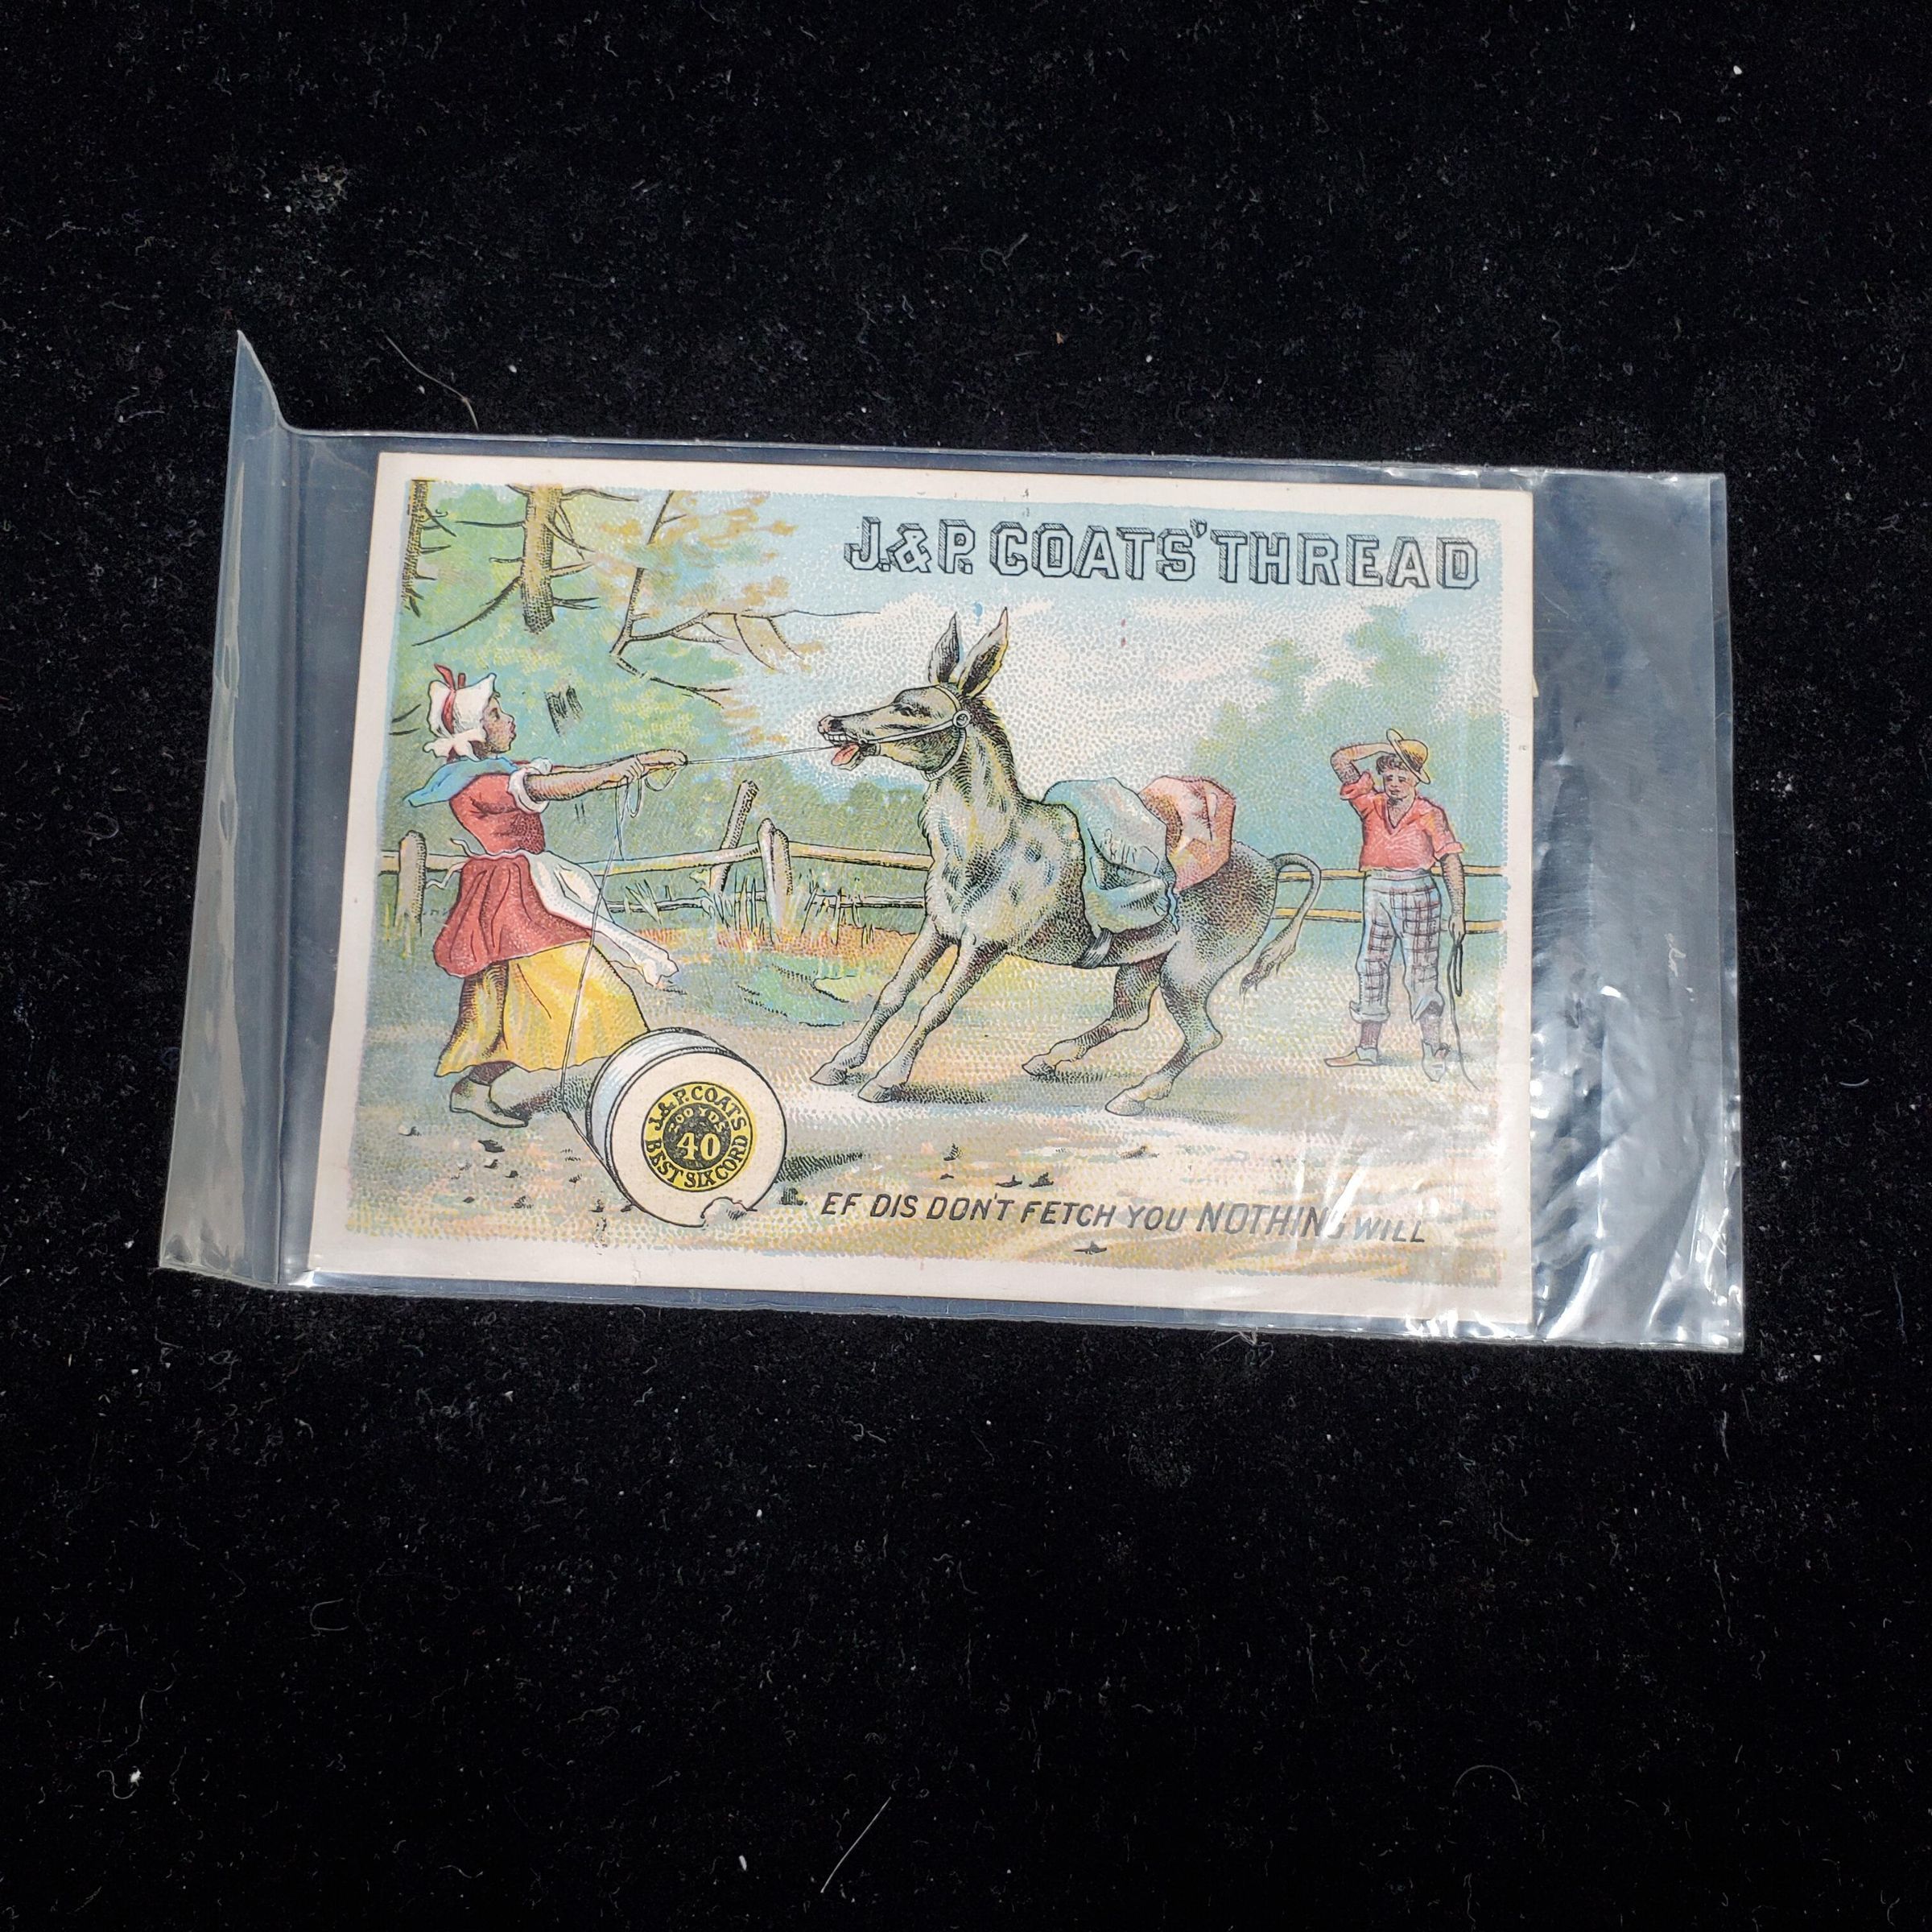 J.&P. COATS' THREAD
J.&P. COATS
200 YDS
40
BEST SIX CORD
EF DIS DON'T FETCH YOU NOTHING WILL